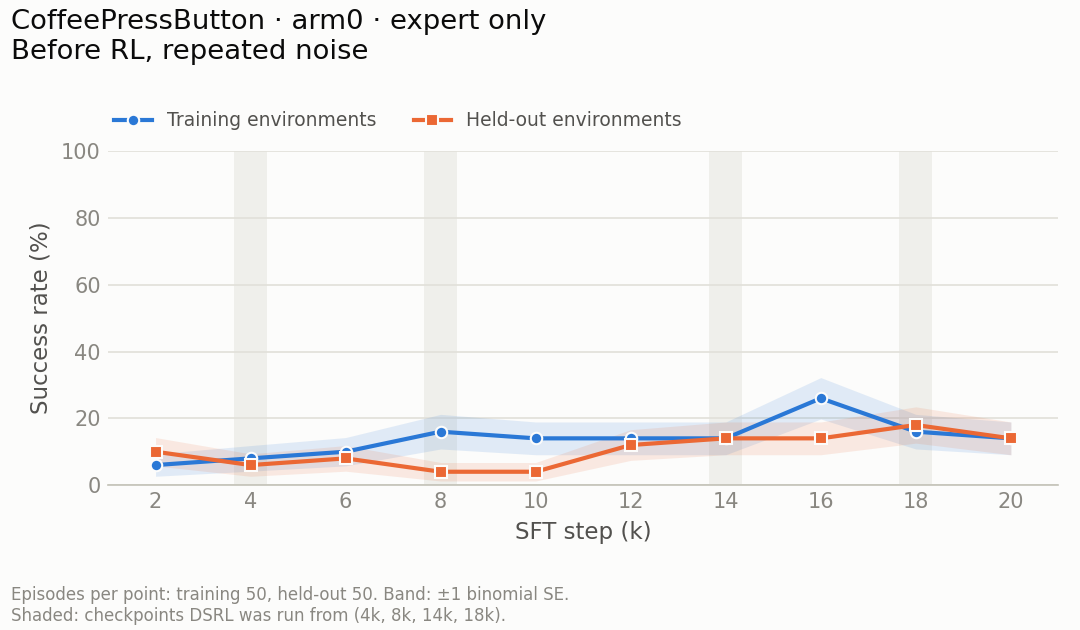 CoffeePressButton · arm0 · expert only
Before RL, repeated noise
Training environments
Held-out environments
Success rate (%)
100
80
60
40
20
0
2 4 6 8 10 12 14 16 18 20
SFT step (k)
Episodes per point: training 50, held-out 50. Band: ±1 binomial SE.
Shaded: checkpoints DSRL was run from (4k, 8k, 14k, 18k).